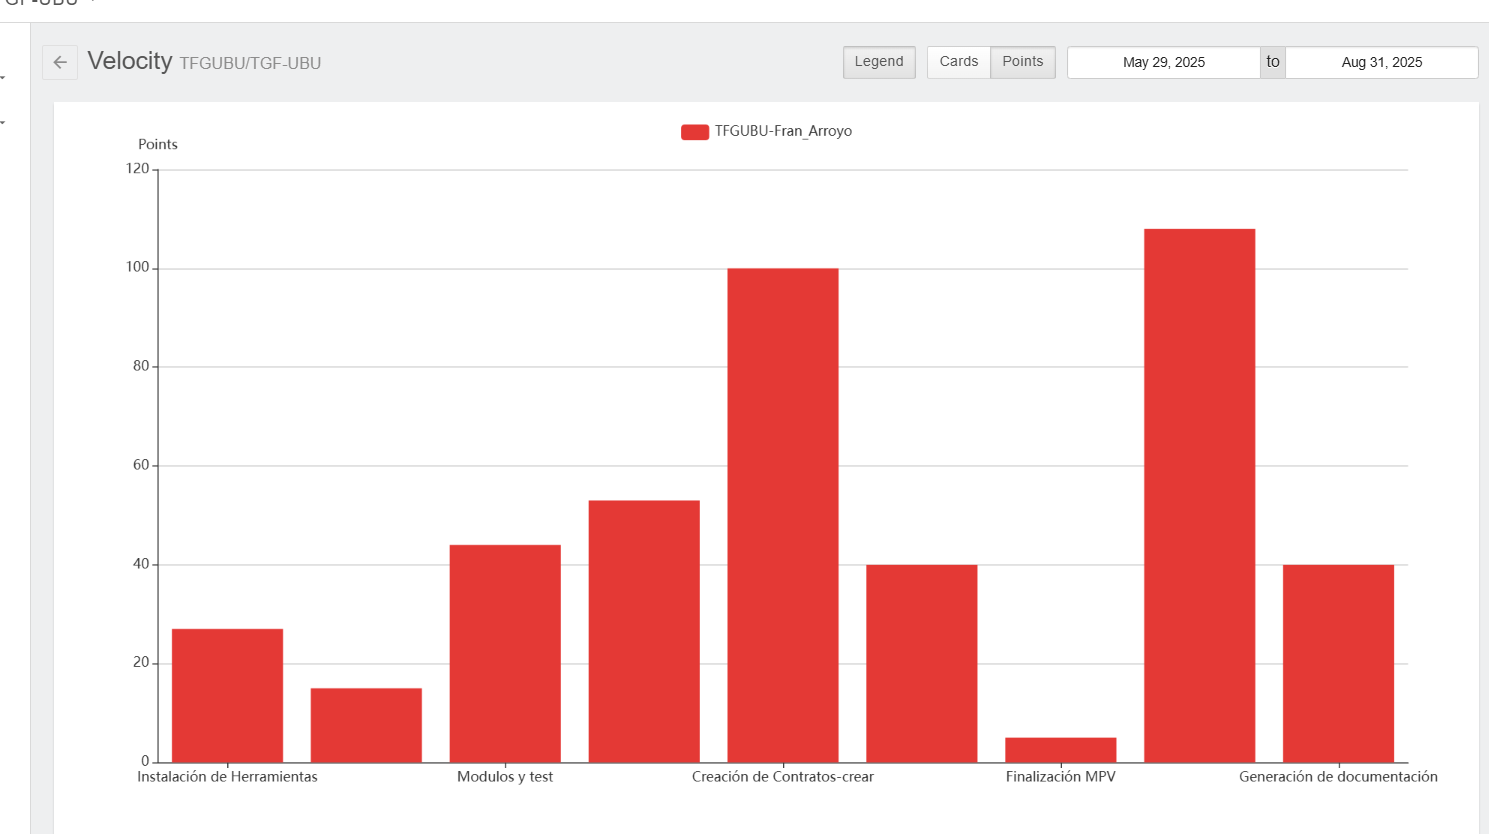 Velocity TFGUBU/TGF-UBU
Legend Cards Points May 29, 2025 to Aug 31, 2025
TFGUBU-Fran_Arroyo
Points
120
100
80
60
40
20
0
Instalación de Herramientas Modulos y test Creación de Contratos-crear Finalización MPV Generación de documentación